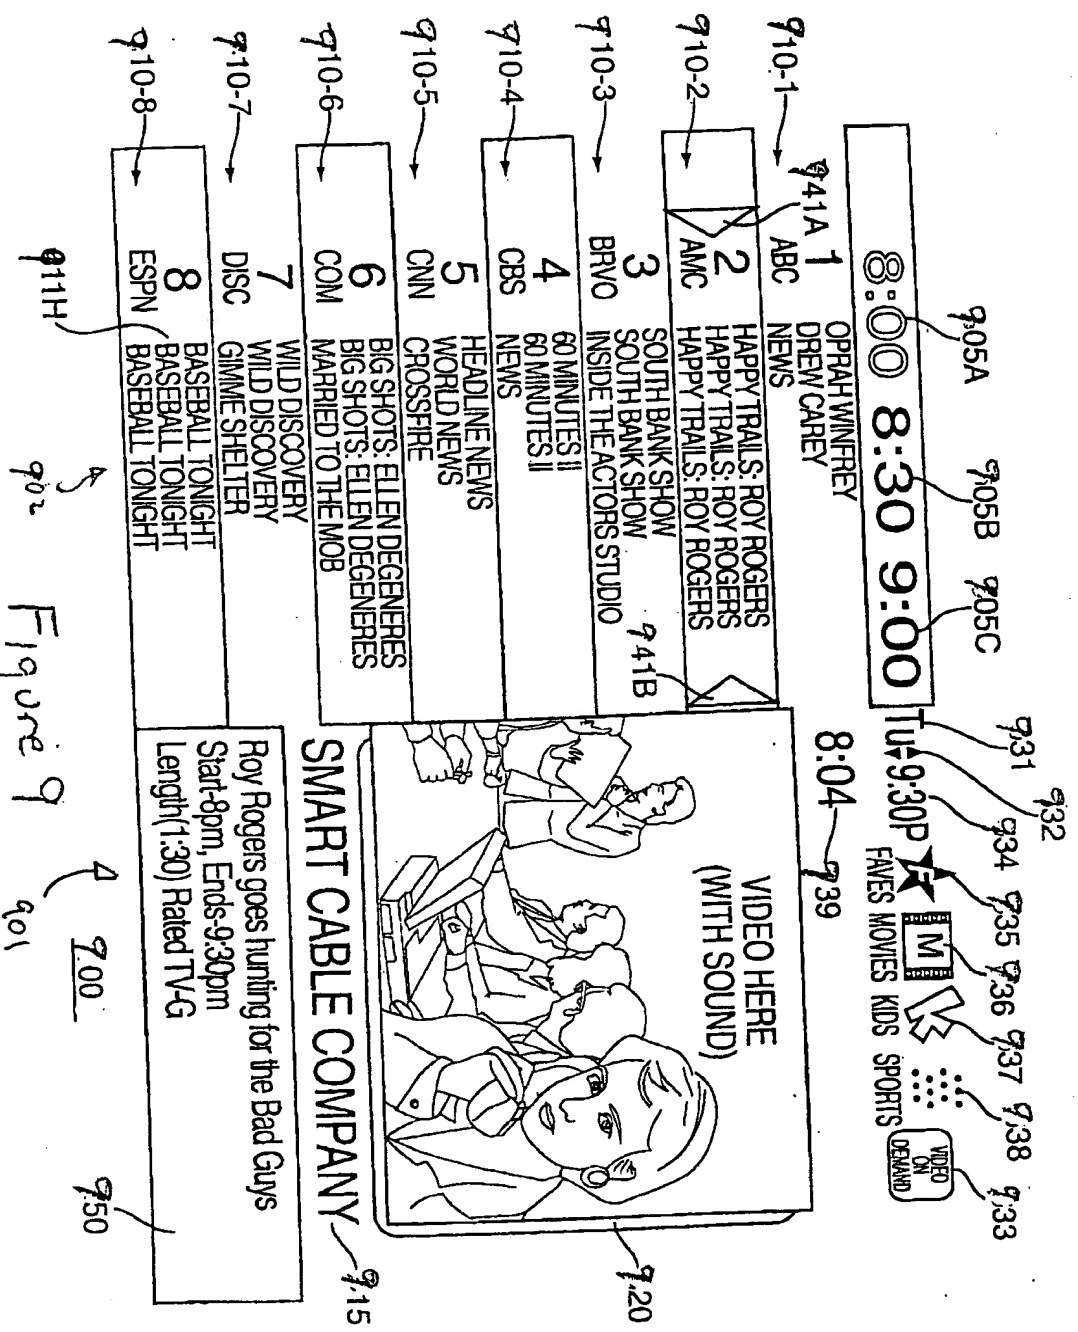 905A
905B
905C
931
932
934
935
936
937
938
933
8:00 8:30 9:00
Tu
9:30P
F
M
FAVES MOVIES KIDS SPORTS
VIDEO
ON
DEMAND
8:04
939
910-1
941A
1
ABC
OPRAH WINFREY
DREW CAREY
NEWS
910-2
2
AMC
HAPPY TRAILS: ROY ROGERS
HAPPY TRAILS: ROY ROGERS
HAPPY TRAILS: ROY ROGERS
941B
910-3
3
BRVO
SOUTH BANK SHOW
SOUTH BANK SHOW
INSIDE THE ACTORS STUDIO
910-4
4
CBS
60 MINUTES II
60 MINUTES II
NEWS
910-5
5
CNN
HEADLINE NEWS
WORLD NEWS
CROSSFIRE
910-6
6
COM
BIG SHOTS: ELLEN DEGENERES
BIG SHOTS: ELLEN DEGENERES
MARRIED TO THE MOB
910-7
7
DISC
WILD DISCOVERY
WILD DISCOVERY
GIMME SHELTER
910-8
8
ESPN
BASEBALL TONIGHT
BASEBALL TONIGHT
BASEBALL TONIGHT
911H
VIDEO HERE
(WITH SOUND)
920
SMART CABLE COMPANY
915
Roy Rogers goes hunting for the Bad Guys
Start-8pm, Ends-9:30pm
Length(1:30) Rated TV-G
950
902
901
900
Figure 9